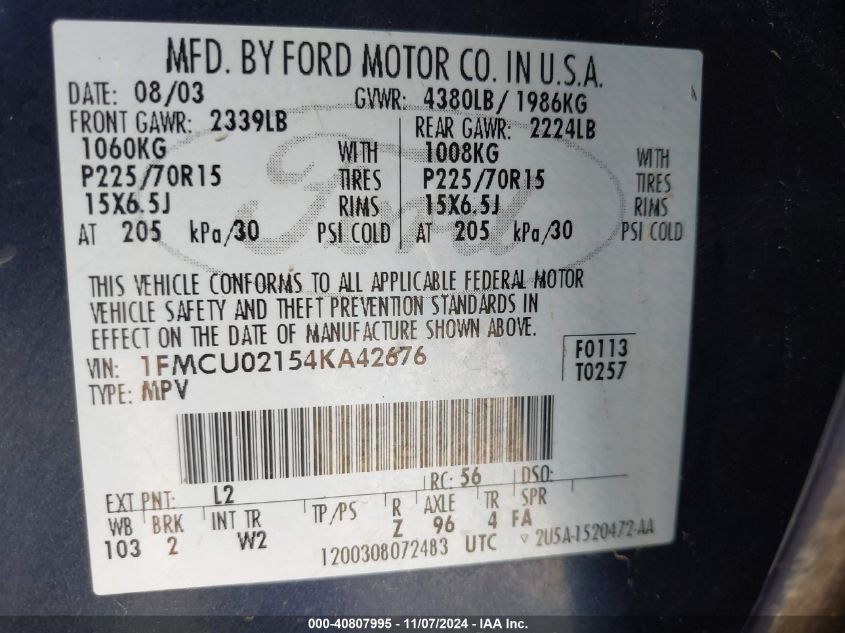 MFD. BY FORD MOTOR CO. IN U.S.A.
DATE: 08/03 GVWR: 4380LB/ 1986KG
FRONT GAWR: 2339LB REAR GAWR: 2224LB
1060KG WITH 1008KG WITH
P225/70R15 TIRES P225/70R15 TIRES
15X6.5J RIMS 15X6.5J RIMS
AT 205 kPa/30 PSI COLD AT 205 kPa/30 PSI COLD
Ford
THIS VEHICLE CONFORMS TO ALL APPLICABLE FEDERAL MOTOR
VEHICLE SAFETY AND THEFT PREVENTION STANDARDS IN
EFFECT ON THE DATE OF MANUFACTURE SHOWN ABOVE.
VIN: 1FMCU02154KA42676 F0113
TYPE: MPV T0257
EXT PNT: L2 RC: 56 DSO:
WB BRK INT TR TP/PS R AXLE TR SPR
103 2 W2 Z 96 4 FA
1200308072483 UTC ▽ 2U5A-1520472-AA
000-40807995 - 11/07/2024 - IAA Inc.